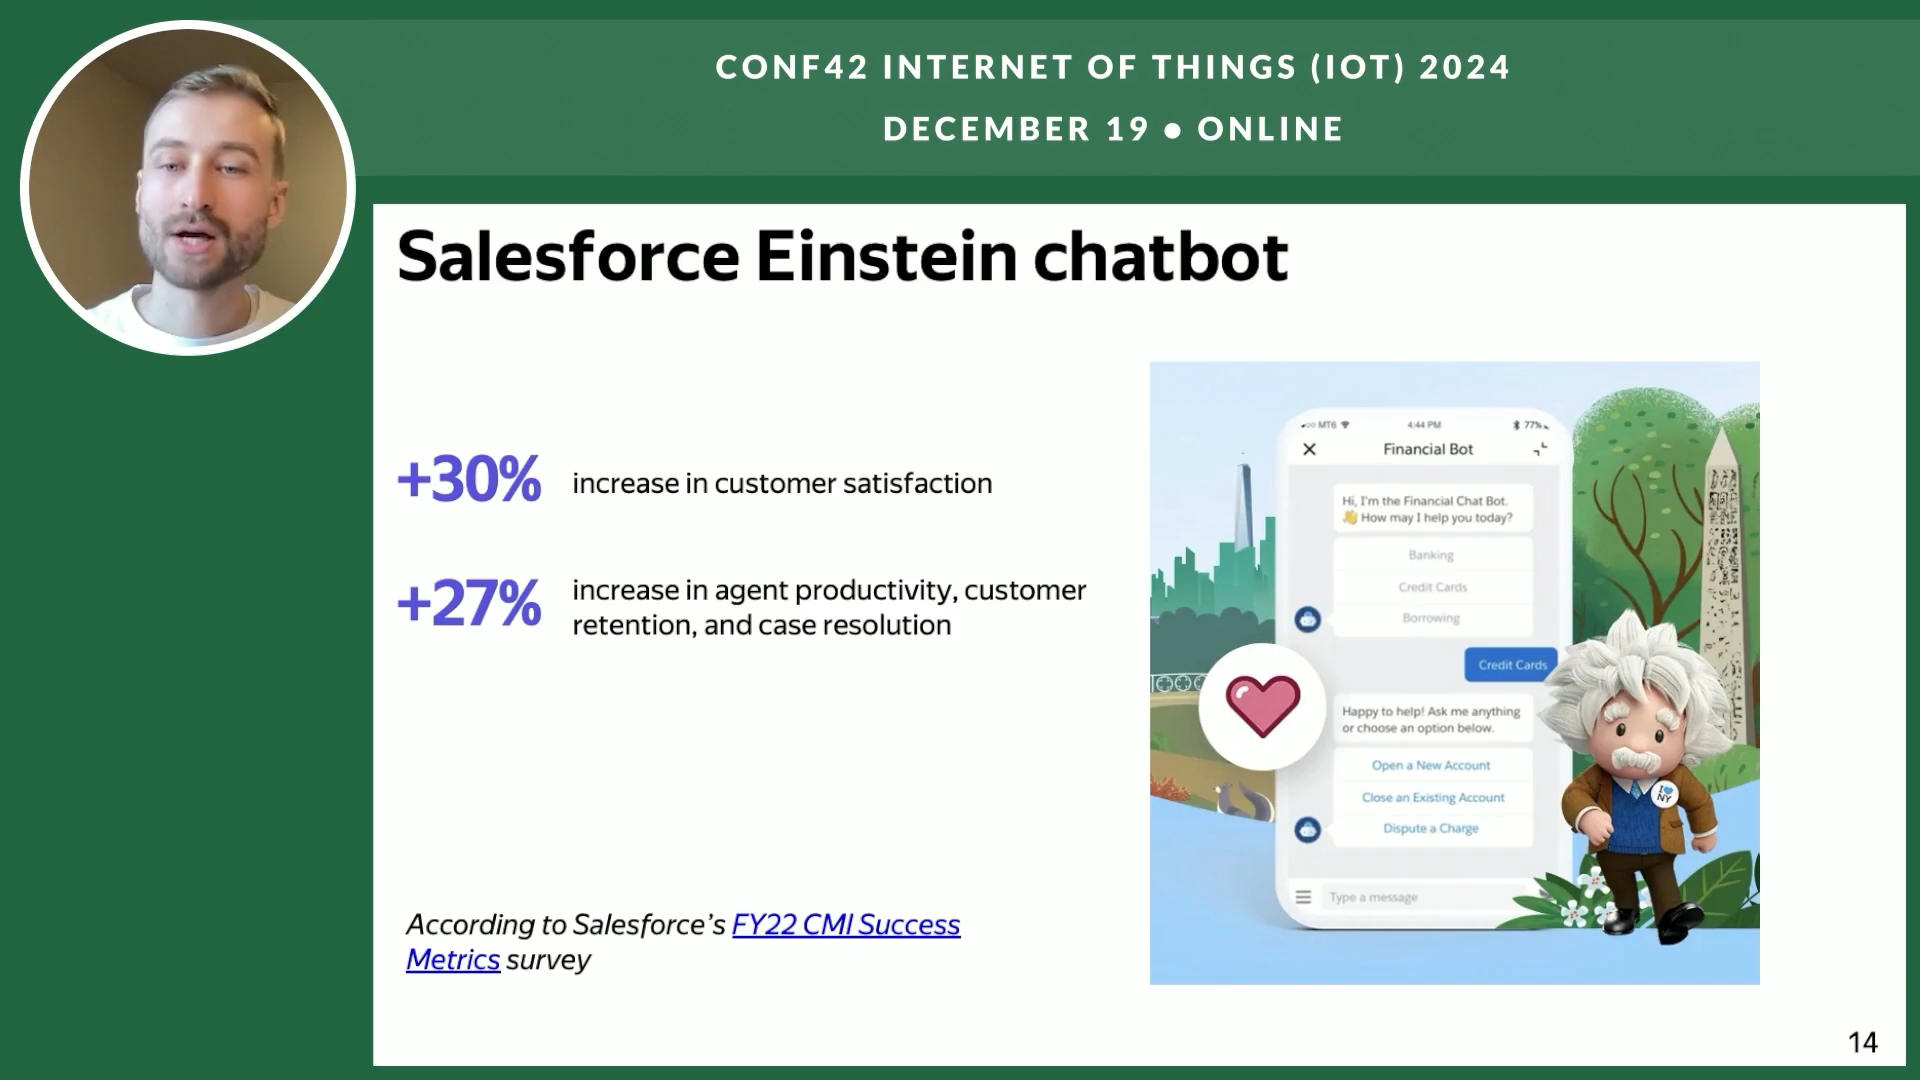 CONF42 INTERNET OF THINGS (IOT) 2024
DECEMBER 19 ● ONLINE
Salesforce Einstein chatbot
+30% increase in customer satisfaction
+27% increase in agent productivity, customer
retention, and case resolution
According to Salesforce's FY22 CMI Success
Metrics survey
MT6 4:44 PM 77%
Financial Bot
Hi, I'm the Financial Chat Bot.
👋 How may I help you today?
Banking
Credit Cards
Borrowing
Credit Cards
Happy to help! Ask me anything
or choose an option below.
Open a New Account
Close an Existing Account
Dispute a Charge
Type a message
I
NY
14